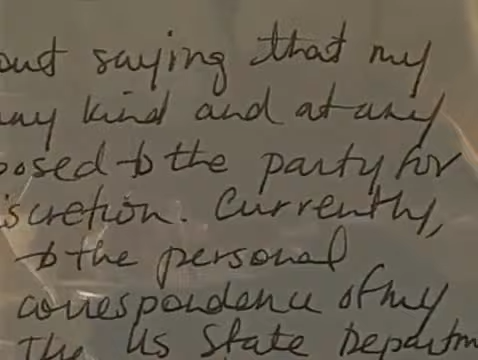 out saying that my
any kind and at any
posed to the party for
iscretion. Currently,
to the personal
correspondence of my
The US State Departm